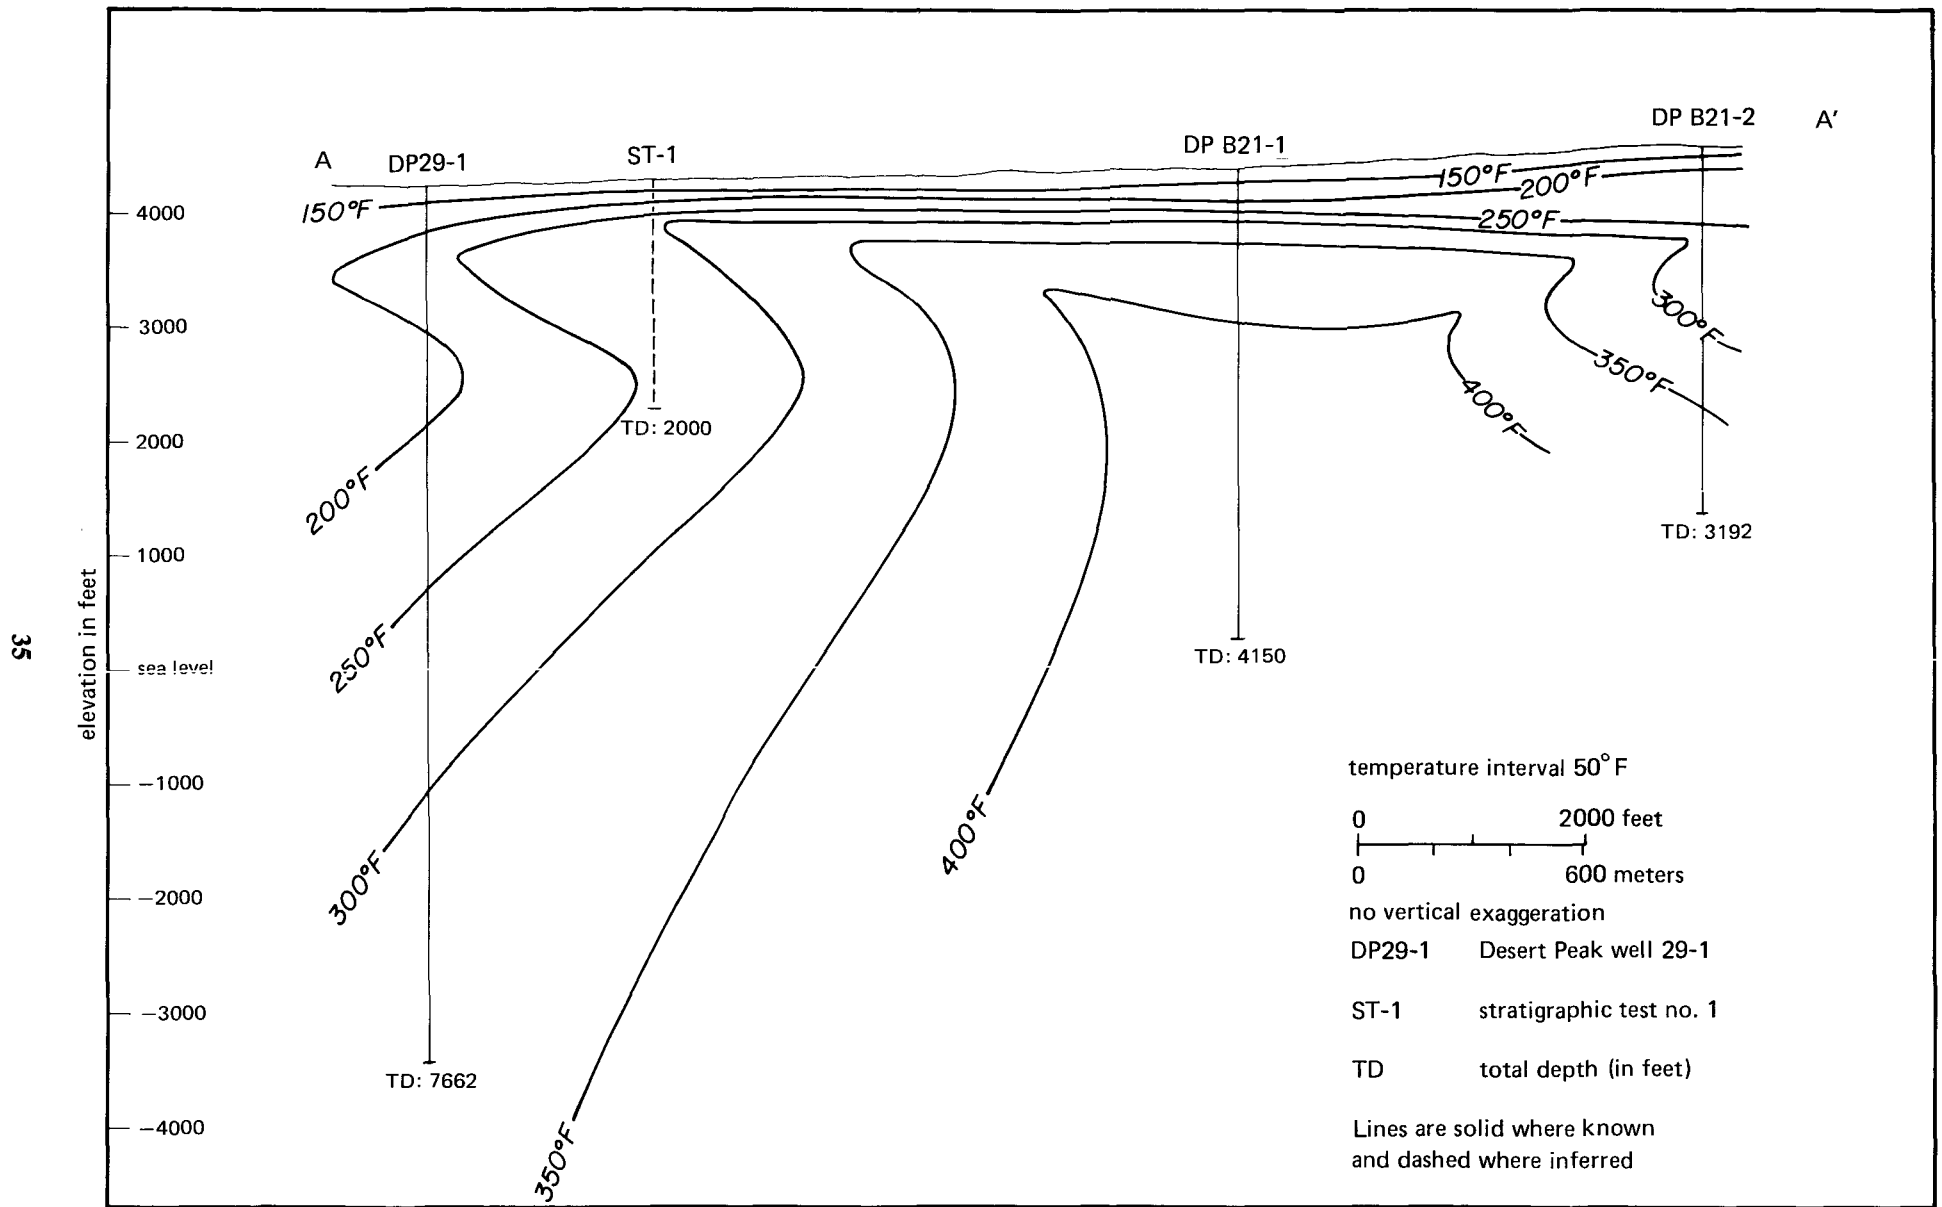 DP B21-2
A'
DP B21-1
A
DP29-1
ST-1
150°F
200°F
150°F
4000
250°F
3000
300°F
350°F
400°F
TD: 2000
2000
200°F
TD: 3192
1000
elevation in feet
35
250°F
sea level
TD: 4150
−1000
temperature interval 50°F
0 2000 feet
400°F
300°F
0 600 meters
−2000
no vertical exaggeration
DP29-1 Desert Peak well 29-1
−3000
ST-1 stratigraphic test no. 1
TD: 7662
TD total depth (in feet)
−4000
350°F
Lines are solid where known
and dashed where inferred